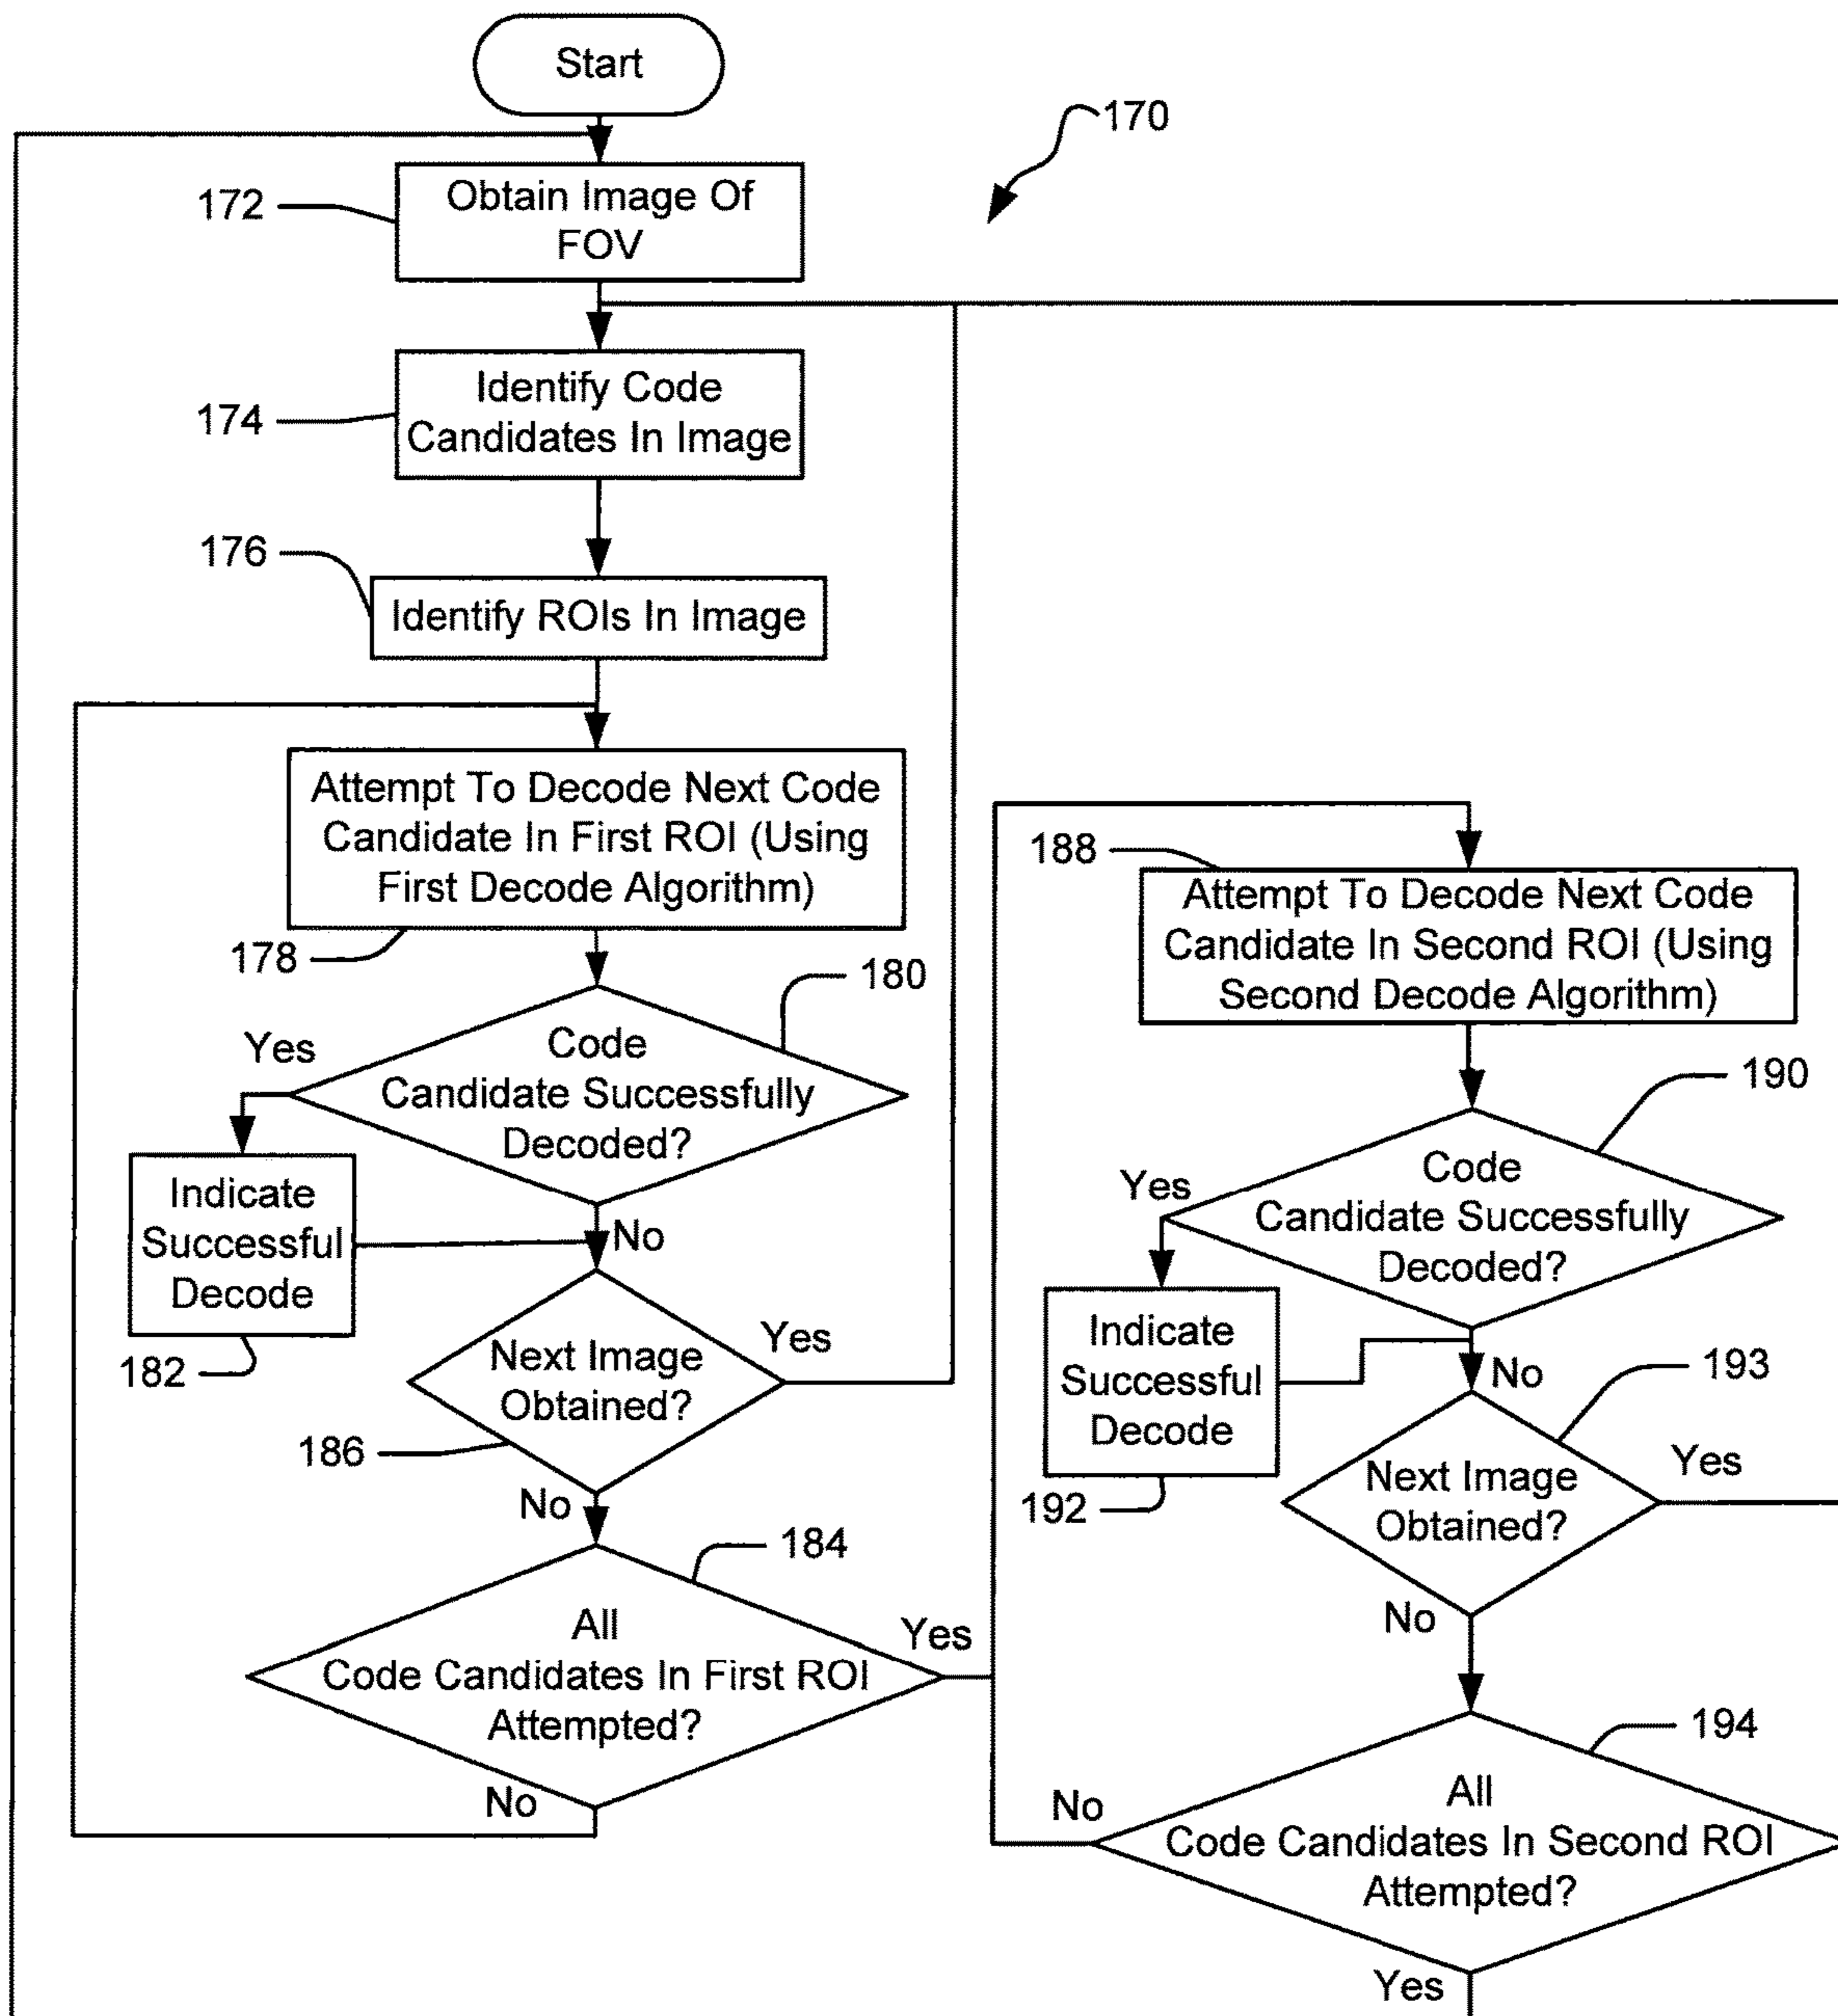 Start
170
172
Obtain Image Of
FOV
174
Identify Code
Candidates In Image
176
Identify ROIs In Image
Attempt To Decode Next Code
Candidate In First ROI (Using
First Decode Algorithm)
178
180
Yes
Code
Candidate Successfully
Decoded?
Indicate
Successful
Decode
182
No
Next Image
Obtained?
Yes
186
No
184
All
Code Candidates In First ROI
Attempted?
Yes
No
188
Attempt To Decode Next Code
Candidate In Second ROI (Using
Second Decode Algorithm)
190
Yes
Code
Candidate Successfully
Decoded?
Indicate
Successful
Decode
192
No
193
Next Image
Obtained?
Yes
No
194
All
Code Candidates In Second ROI
Attempted?
No
Yes